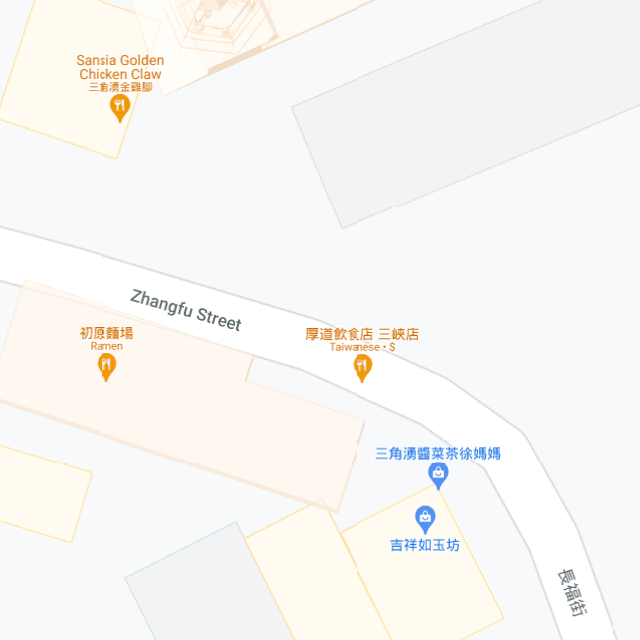 Sansia Golden
Chicken Claw
三角湧金雞腳
Zhangfu Street
初原麵場
Ramen
厚道飲食店 三峽店
Taiwanese • $
三角湧醬菜茶徐媽媽
吉祥如玉坊
長福街